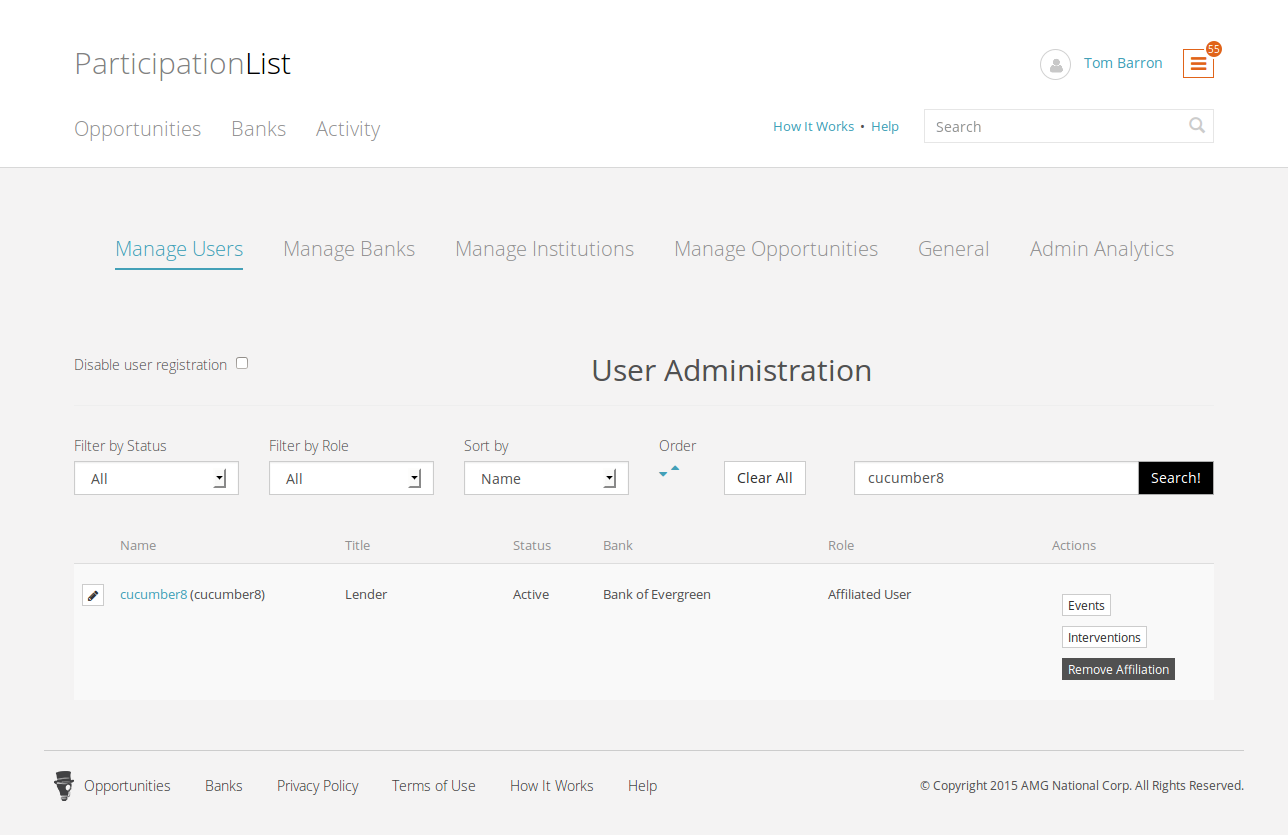 ParticipationList
Tom Barron
55
Opportunities Banks Activity
How It Works • Help
Search
Manage Users Manage Banks Manage Institutions Manage Opportunities General Admin Analytics
Disable user registration
User Administration
Filter by Status Filter by Role Sort by Order
All All Name Clear All cucumber8 Search!
Name Title Status Bank Role Actions
cucumber8 (cucumber8) Lender Active Bank of Evergreen Affiliated User
Events
Interventions
Remove Affiliation
Opportunities Banks Privacy Policy Terms of Use How It Works Help
© Copyright 2015 AMG National Corp. All Rights Reserved.